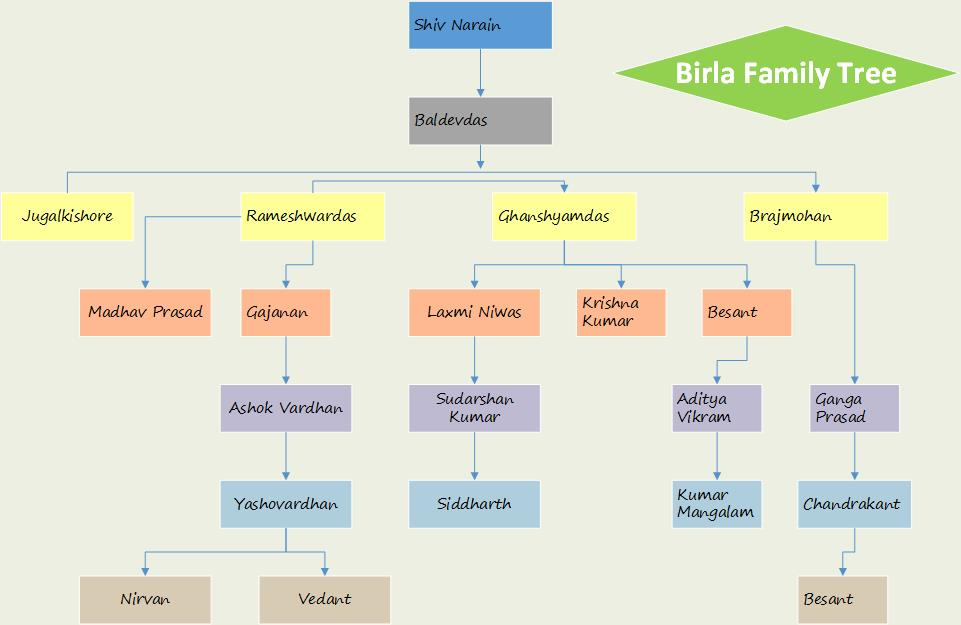 Shiv Narain
Birla Family Tree
Baldevdas
Jugalkishore
Rameshwardas
Ghanshyamdas
Brajmohan
Madhav Prasad
Gajanan
Laxmi Niwas
Krishna
Kumar
Besant
Ashok Vardhan
Sudarshan
Kumar
Aditya
Vikram
Ganga
Prasad
Yashovardhan
Siddharth
Kumar
Mangalam
Chandrakant
Nirvan
Vedant
Besant